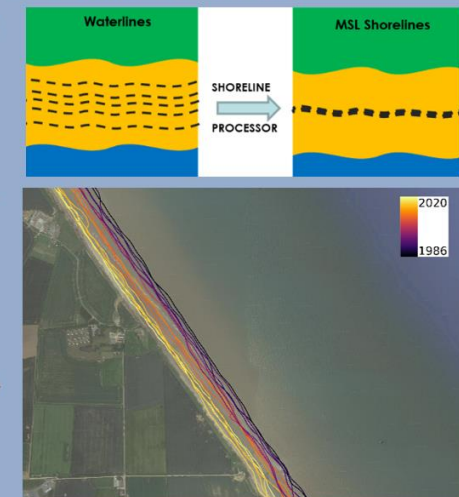 Waterlines
MSL Shorelines
SHORELINE
PROCESSOR
2020
1986